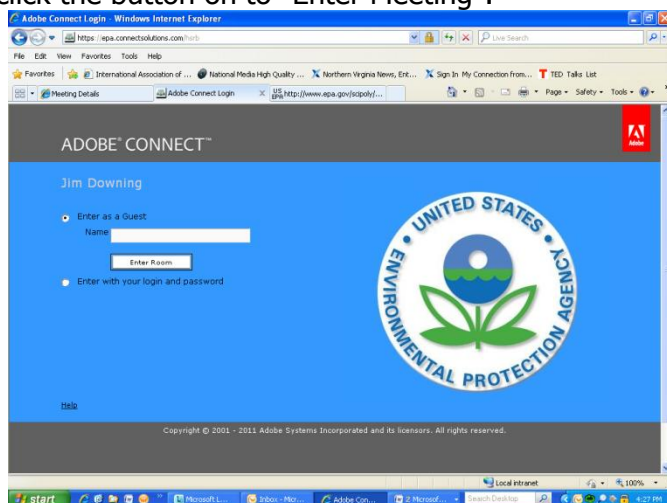 click the button on to "Enter Meeting".
Adobe Connect Login - Windows Internet Explorer
https://epa.connectsolutions.com/hsrb
Live Search
File Edit View Favorites Tools Help
Favorites International Association of ... National Media High Quality ... Northern Virginia News, Ent... Sign In My Connection from... TED Talks List
Meeting Details Adobe Connect Login X http://www.epa.gov/scipoly/... Page Safety Tools
ADOBE® CONNECT™
Adobe
Jim Downing
Enter as a Guest
Name
Enter Room
Enter with your login and password
UNITED STATES
ENVIRONMENTAL PROTECTION AGENCY
Help
Copyright © 2001 - 2011 Adobe Systems Incorporated and its licensors. All rights reserved.
Local intranet 100%
start Microsoft L... Inbox - Micr... Adobe Con... 2 Microsof... Search Desktop 4:27 PM